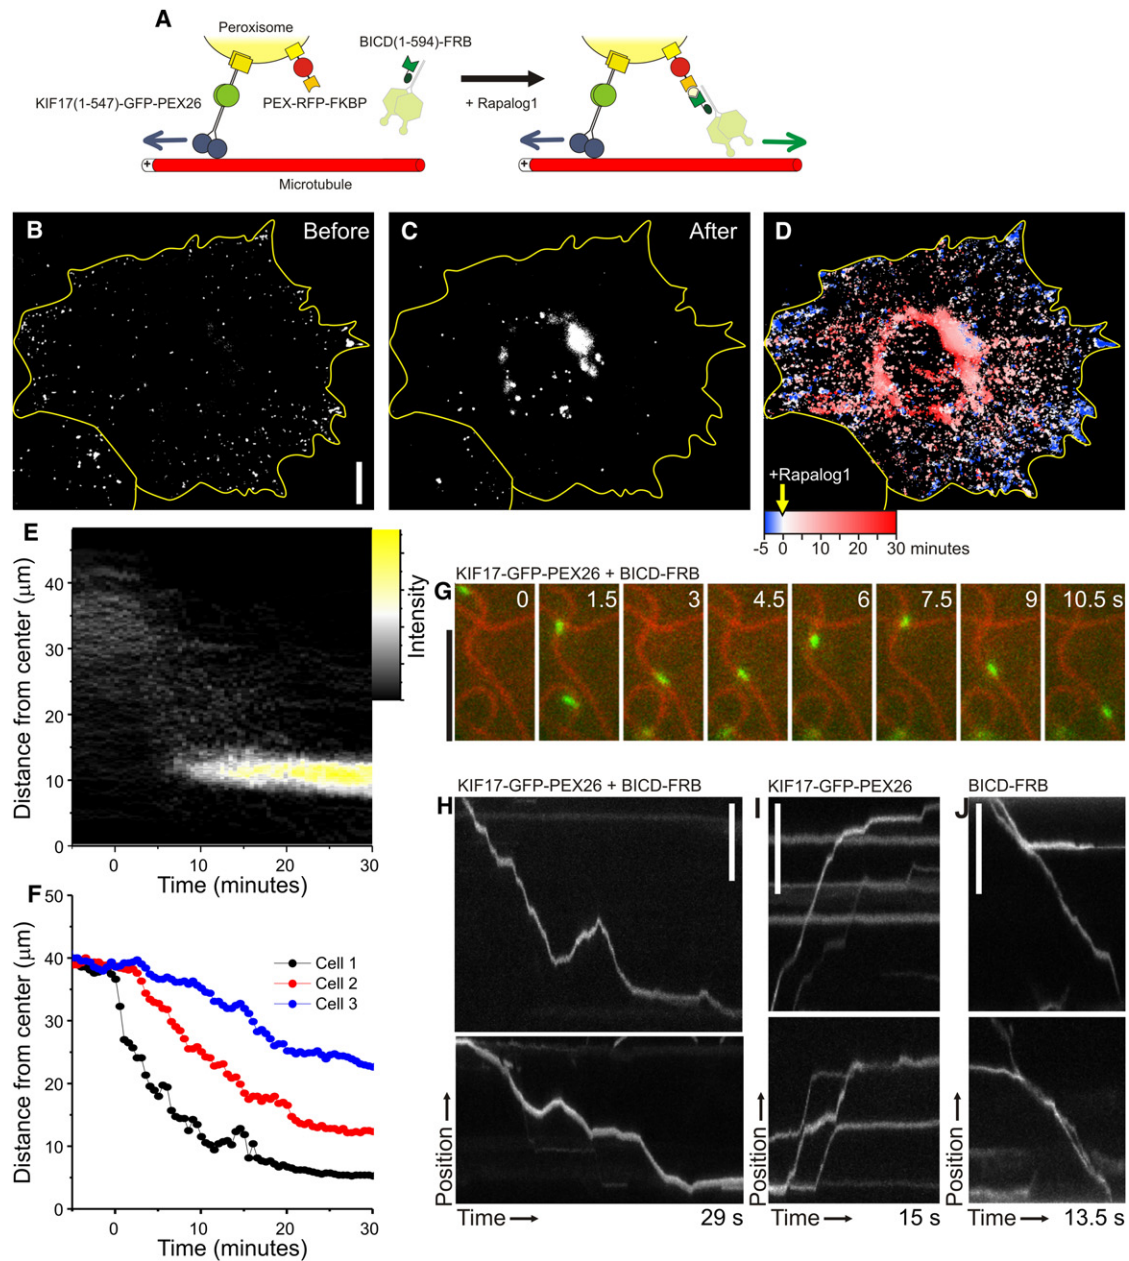 A
Peroxisome
BICD(1-594)-FRB
KIF17(1-547)-GFP-PEX26
PEX-RFP-FKBP
+ Rapalog1
+
+
Microtubule
B
Before
C
After
D
+Rapalog1
-5 0 10 20 30 minutes
E
Distance from center (µm)
40
30
20
10
0
0 10 20 30
Time (minutes)
Intensity
F
Distance from center (µm)
50
40
30
20
10
0
Cell 1
Cell 2
Cell 3
0 10 20 30
Time (minutes)
KIF17-GFP-PEX26 + BICD-FRB
G
0
1.5
3
4.5
6
7.5
9
10.5 s
KIF17-GFP-PEX26 + BICD-FRB
H
KIF17-GFP-PEX26
I
BICD-FRB
J
Position
Time
29 s
Position
Time
15 s
Position
Time
13.5 s